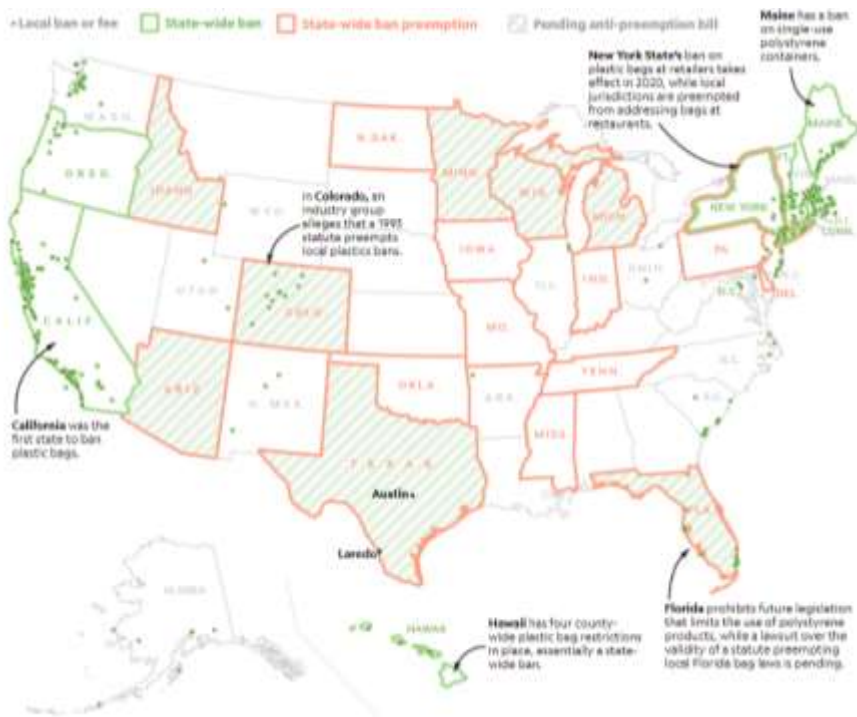 Local ban or fee
State-wide ban
State-wide ban preemption
Pending anti-preemption bill
Maine has a ban
on single-use
polystyrene
containers.
New York State's ban on
plastic bags at retailers takes
effect in 2020, while local
jurisdictions are preempted
from addressing bags at
restaurants.
WASH.
MAINE
N.DAK.
MINN.
VT.
OREG.
IDAHO
WIS.
MICH.
NEW YORK
In Colorado, an
industry group
alleges that a 1993
statute preempts
local plastics bans.
WYO.
R.I.
CONN.
IOWA
PA.
UTAH
COLO.
ILL.
IND.
OHIO
D.C.
DEL.
CALIF.
MO.
ARIZ.
N. MEX.
OKLA.
ARK.
TENN.
N.C.
S.C.
MISS.
California was the
first state to ban
plastic bags.
TEXAS
Austin
FLA.
Laredo
ALASKA
HAWAII
Hawaii has four county-
wide plastic bag restrictions
in place, essentially a state-
wide ban.
Florida prohibits future legislation
that limits the use of polystyrene
products, while a lawsuit over the
validity of a statute preempting
local Florida bag laws is pending.